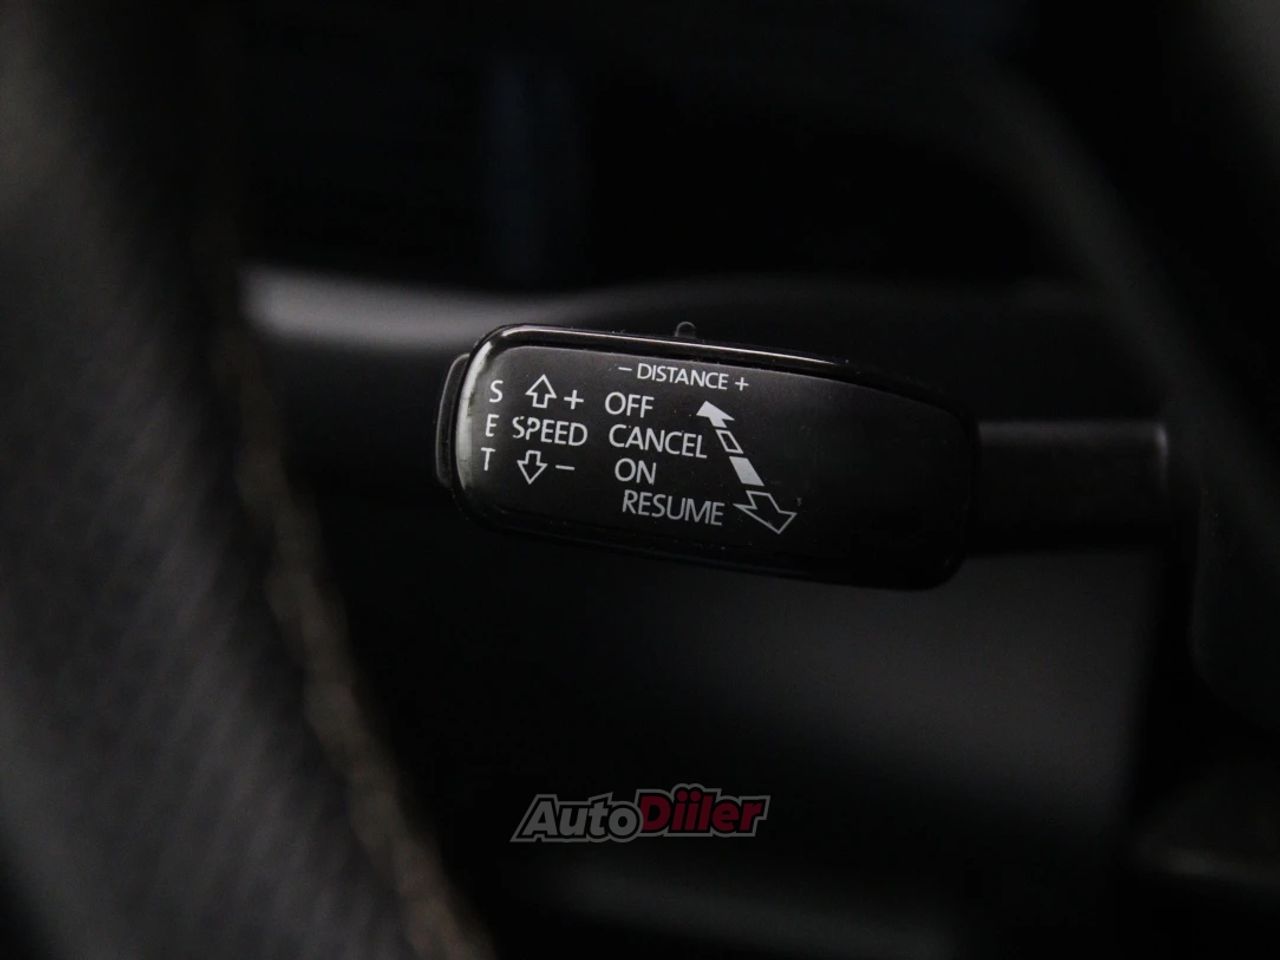 – DISTANCE +
S + OFF
E SPEED CANCEL
T – ON
RESUME
AutoDiiler